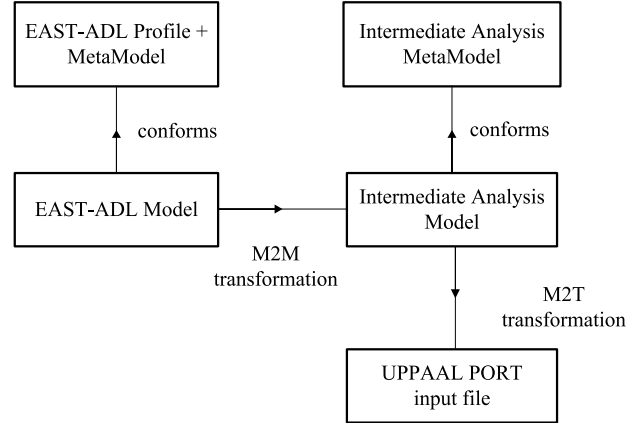 EAST-ADL Profile +
MetaModel
Intermediate Analysis
MetaModel
conforms
conforms
EAST-ADL Model
Intermediate Analysis
Model
M2M
transformation
M2T
transformation
UPPAAL PORT
input file